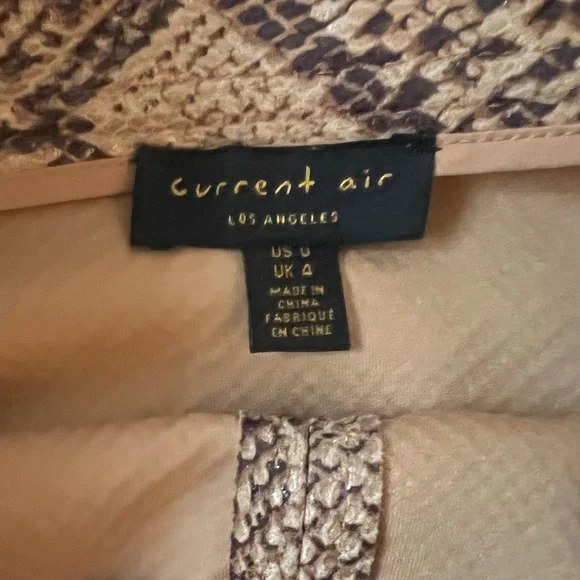 current air
LOS ANGELES
US 0
UK 4
MADE IN
CHINA
FABRIQUÉ
EN CHINE